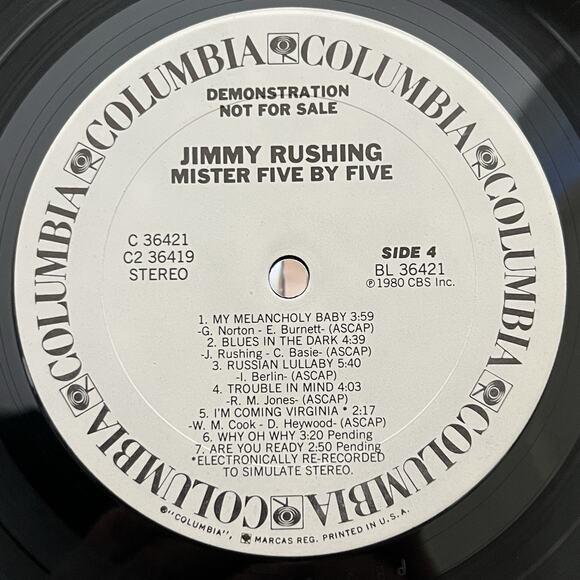 COLUMBIA COLUMBIA COLUMBIA COLUMBIA COLUMBIA COLUMBIA
DEMONSTRATION
NOT FOR SALE
JIMMY RUSHING
MISTER FIVE BY FIVE
C 36421
C2 36419
STEREO
SIDE 4
BL 36421
℗1980 CBS Inc.
1. MY MELANCHOLY BABY 3:59
-G. Norton - E. Burnett- (ASCAP)
2. BLUES IN THE DARK 4:39
-J. Rushing - C. Basie- (ASCAP)
3. RUSSIAN LULLABY 5:40
-I. Berlin- (ASCAP)
4. TROUBLE IN MIND 4:03
-R. M. Jones- (ASCAP)
5. I'M COMING VIRGINIA * 2:17
-W. M. Cook - D. Heywood- (ASCAP)
6. WHY OH WHY 3:20 Pending
7. ARE YOU READY 2:50 Pending
*ELECTRONICALLY RE-RECORDED
TO SIMULATE STEREO.
®"COLUMBIA", MARCAS REG. PRINTED IN U.S.A.